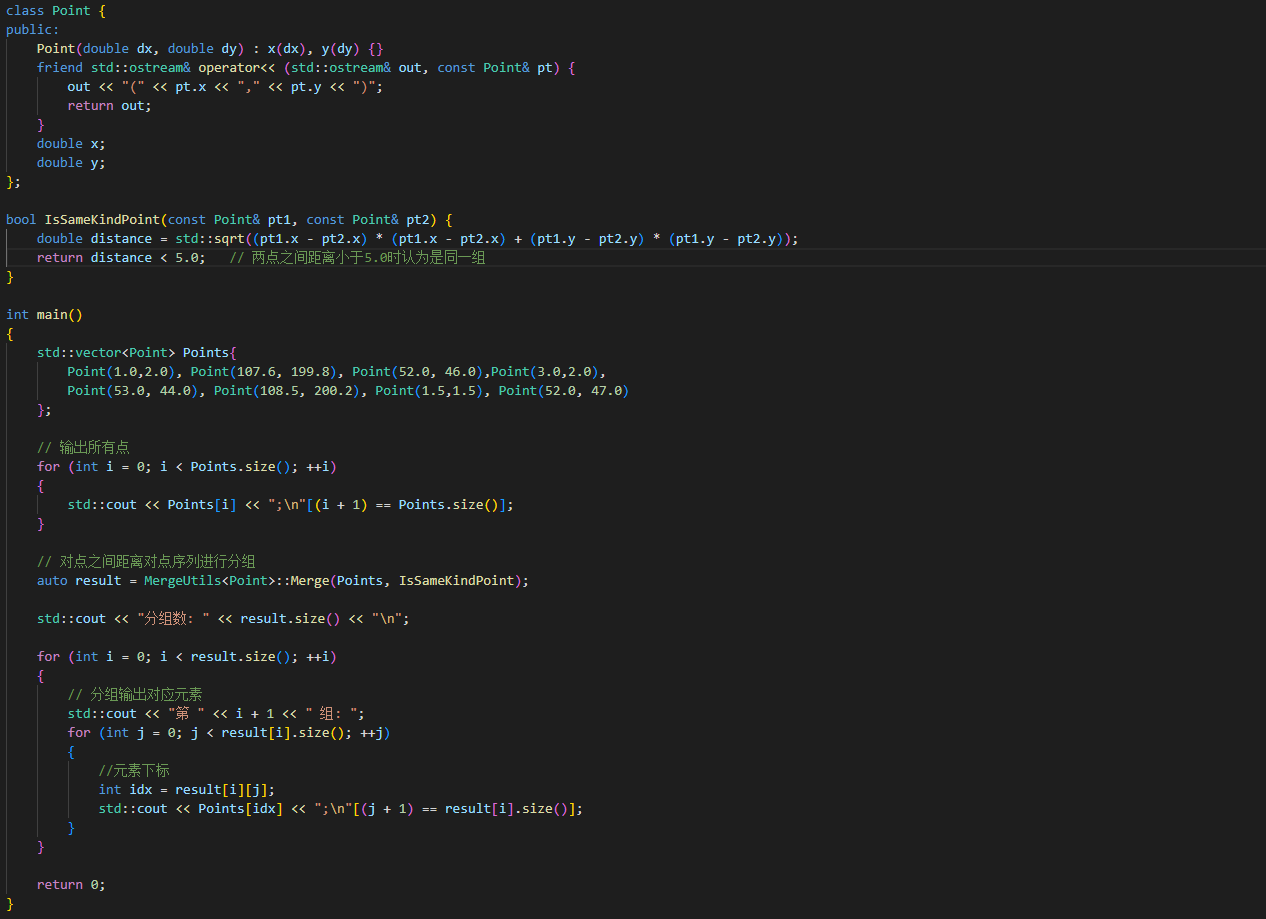 class Point {
public:
    Point(double dx, double dy) : x(dx), y(dy) {}
    friend std::ostream& operator<< (std::ostream& out, const Point& pt) {
        out << "(" << pt.x << "," << pt.y << ")";
        return out;
    }
    double x;
    double y;
};

bool IsSameKindPoint(const Point& pt1, const Point& pt2) {
    double distance = std::sqrt((pt1.x - pt2.x) * (pt1.x - pt2.x) + (pt1.y - pt2.y) * (pt1.y - pt2.y));
    return distance < 5.0;   // 两点之间距离小于5.0时认为是同一组
}

int main()
{
    std::vector<Point> Points{
        Point(1.0,2.0), Point(107.6, 199.8), Point(52.0, 46.0),Point(3.0,2.0),
        Point(53.0, 44.0), Point(108.5, 200.2), Point(1.5,1.5), Point(52.0, 47.0)
    };

    // 输出所有点
    for (int i = 0; i < Points.size(); ++i)
    {
        std::cout << Points[i] << ";\n"[(i + 1) == Points.size()];
    }

    // 对点之间距离对点序列进行分组
    auto result = MergeUtils<Point>::Merge(Points, IsSameKindPoint);

    std::cout << "分组数: " << result.size() << "\n";

    for (int i = 0; i < result.size(); ++i)
    {
        // 分组输出对应元素
        std::cout << "第 " << i + 1 << " 组: ";
        for (int j = 0; j < result[i].size(); ++j)
        {
            //元素下标
            int idx = result[i][j];
            std::cout << Points[idx] << ";\n"[(j + 1) == result[i].size()];
        }
    }

    return 0;
}